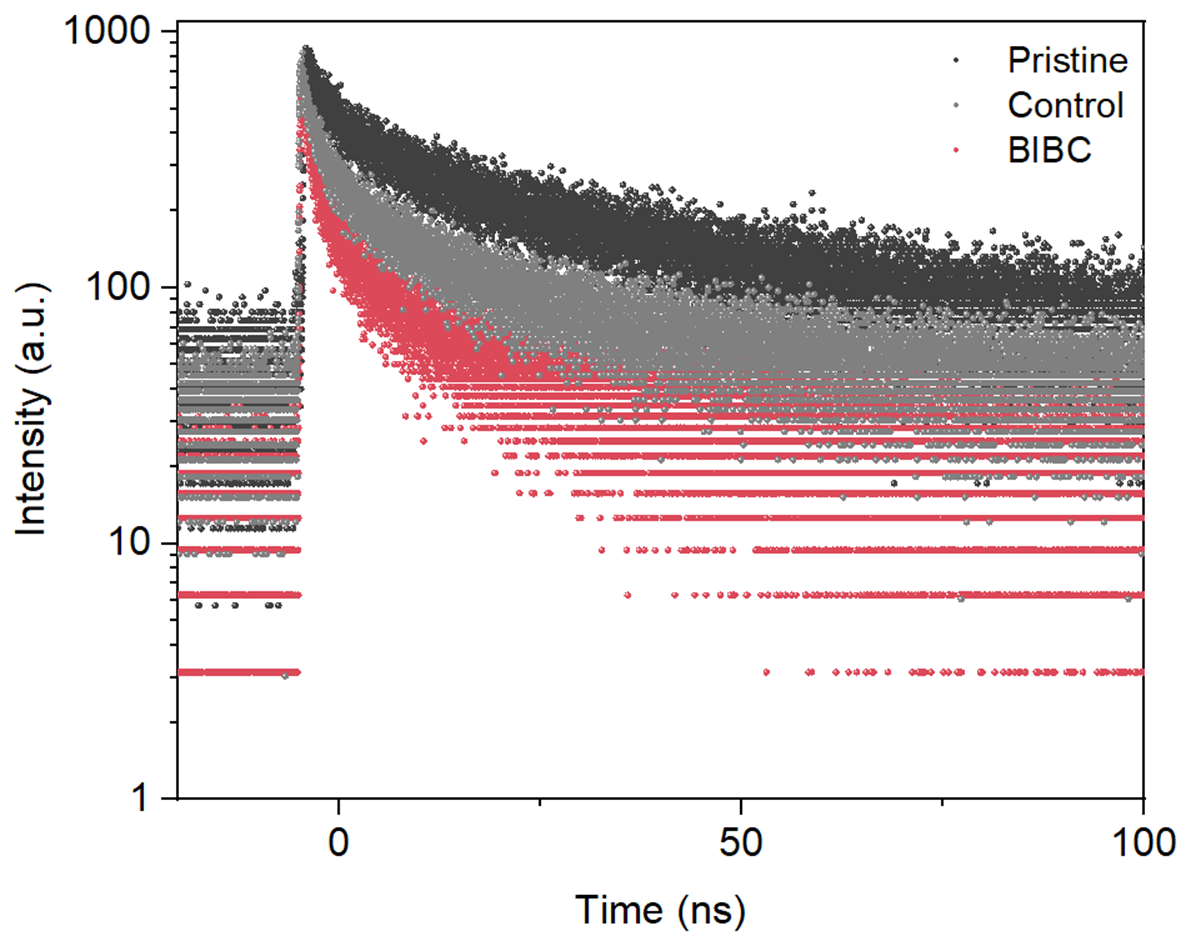 1000
100
10
1
Intensity (a.u.)
Pristine
Control
BIBC
0
50
100
Time (ns)